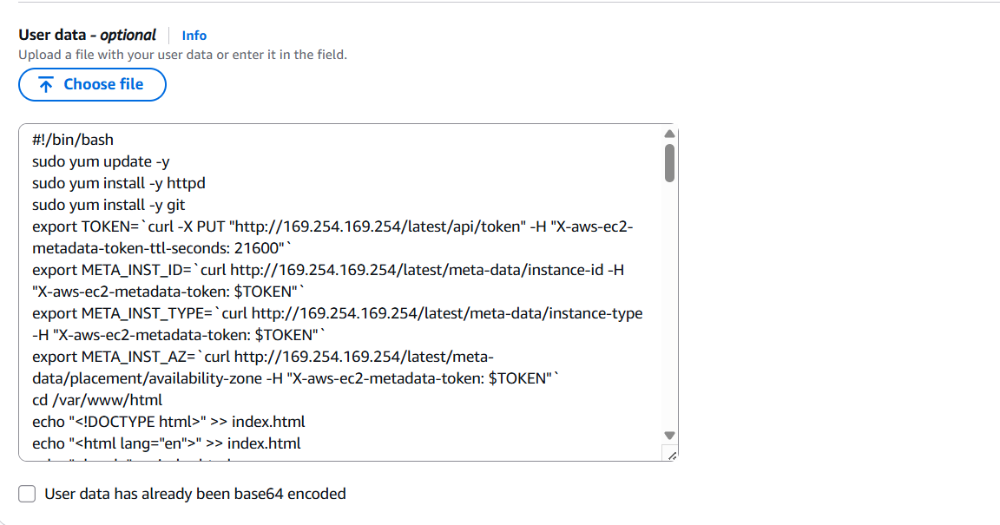 User data - optional
Info
Upload a file with your user data or enter it in the field.
Choose file
#!/bin/bash
sudo yum update -y
sudo yum install -y httpd
sudo yum install -y git
export TOKEN=`curl -X PUT "http://169.254.169.254/latest/api/token" -H "X-aws-ec2-
metadata-token-ttl-seconds: 21600"`
export META_INST_ID=`curl http://169.254.169.254/latest/meta-data/instance-id -H
"X-aws-ec2-metadata-token: $TOKEN"`
export META_INST_TYPE=`curl http://169.254.169.254/latest/meta-data/instance-type
-H "X-aws-ec2-metadata-token: $TOKEN"`
export META_INST_AZ=`curl http://169.254.169.254/latest/meta-
data/placement/availability-zone -H "X-aws-ec2-metadata-token: $TOKEN"`
cd /var/www/html
echo "<!DOCTYPE html>" >> index.html
echo "<html lang="en">" >> index.html
User data has already been base64 encoded